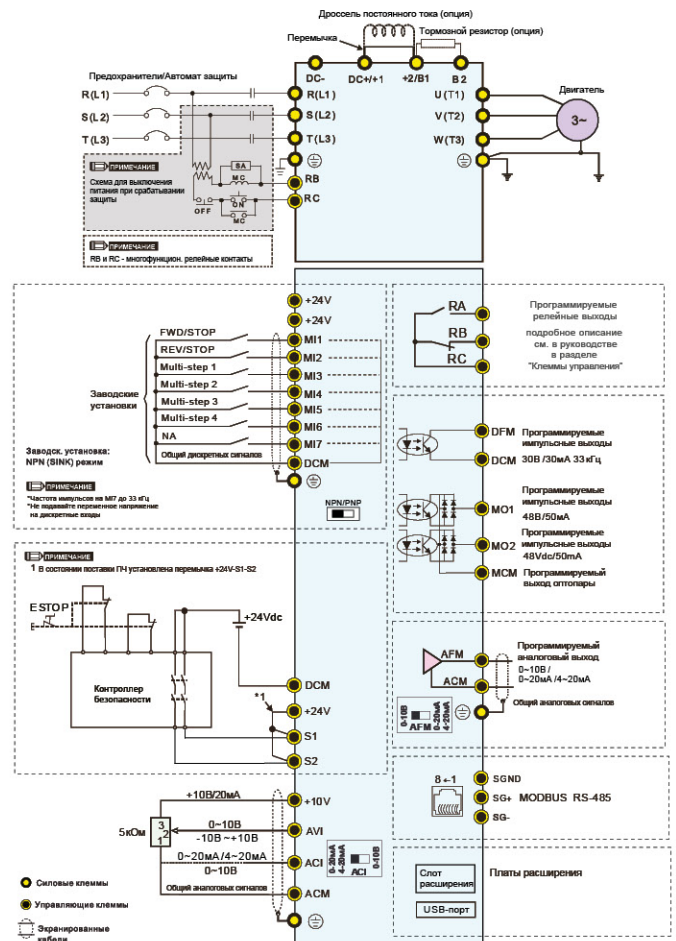 Дроссель постоянного тока (опция)
Перемычка
Тормозной резистор (опция)
DC-
DC+/+1
+2/B1
B2
Предохранители/Автомат защиты
R(L1)
S(L2)
T(L3)
R(L1)
S(L2)
T(L3)
U(T1)
V(T2)
W(T3)
Двигатель
3~
ПРИМЕЧАНИЕ
Схема для выключения
питания при срабатывании
защиты
SA
MC
OFF
ON
MC
RB
RC
ПРИМЕЧАНИЕ
RB и RC - многофункцион. релейные контакты
+24V
+24V
FWD/STOP
MI1
REV/STOP
MI2
Multi-step 1
MI3
Multi-step 2
MI4
Multi-step 3
MI5
Multi-step 4
MI6
NA
MI7
Общий дискретных сигналов
DCM
Заводские
установки
Заводск. установка:
NPN (SINK) режим
ПРИМЕЧАНИЕ
*Частота импульсов на MI7 до 33 кГц
*Не подавайте переменное напряжение
на дискретные входы
NPN/PNP
RA
RB
RC
Программируемые
релейные выходы
подробное описание
см. в руководстве
в разделе
"Клеммы управления"
DFM
Программируемые
импульсные выходы
DCM
30В/30мА 33кГц
MO1
Программируемые
импульсные выходы
48В/50мА
MO2
Программируемые
импульсные выходы
48Vdc/50mA
MCM
Программируемый
выход оптопары
ПРИМЕЧАНИЕ
1 В состоянии поставки ПЧ установлена перемычка +24V-S1-S2
ESTOP
+24Vdc
Контроллер
безопасности
DCM
*1
+24V
S1
S2
AFM
ACM
Программируемый
аналоговый выход
0~10В/
0~20мА/4~20мА
Общий аналоговых сигналов
0-10В
AFM
0-20мА
4-20мА
8←1
SGND
SG+
MODBUS RS-485
SG-
+10В/20мА
+10V
5кОм
3
2
1
0~10В
-10В~+10В
AVI
0~20мА/4~20мА
0~10В
ACI
0-20мА
4-20мА
ACI
0-10В
Общий аналоговых сигналов
ACM
Слот
расширения
USB-порт
Платы расширения
Силовые клеммы
Управляющие клеммы
Экранированные
кабели